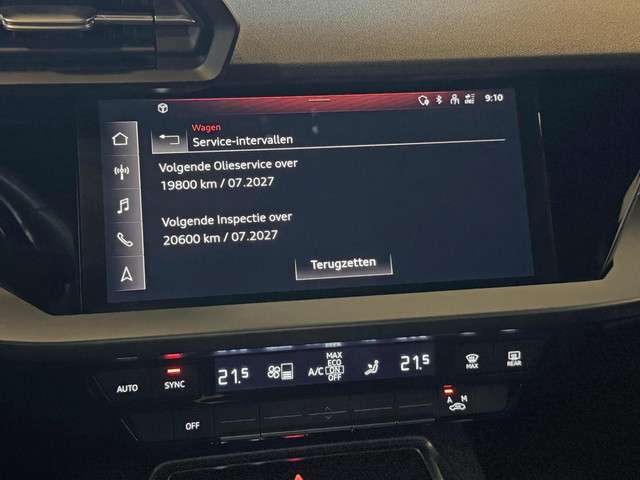 9:10
Wagen
Service-intervallen
Volgende Olieservice over
19800 km / 07.2027
Volgende Inspectie over
20600 km / 07.2027
Terugzetten
MAX
ECO
21.5 A/C ON 21.5
OFF
AUTO SYNC MAX REAR
A M
OFF